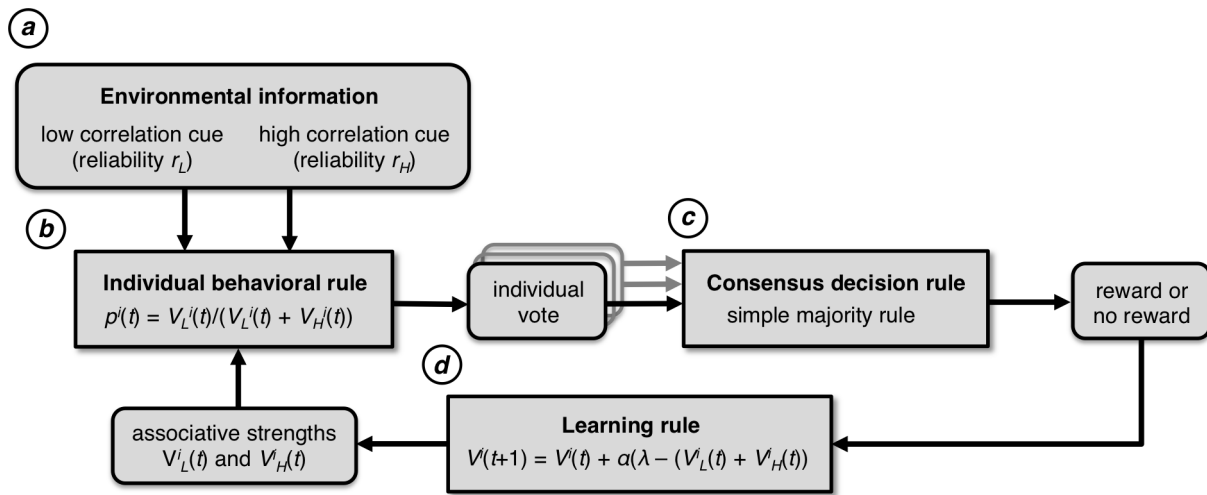 a
Environmental information
low correlation cue high correlation cue
(reliability r_L) (reliability r_H)
b
Individual behavioral rule
p^i(t) = V_L^i(t)/(V_L^i(t) + V_H^i(t))
individual
vote
c
Consensus decision rule
simple majority rule
reward or
no reward
d
Learning rule
V^i(t+1) = V^i(t) + α(λ – (V^i_L(t) + V^i_H(t))
associative strengths
V^i_L(t) and V^i_H(t)